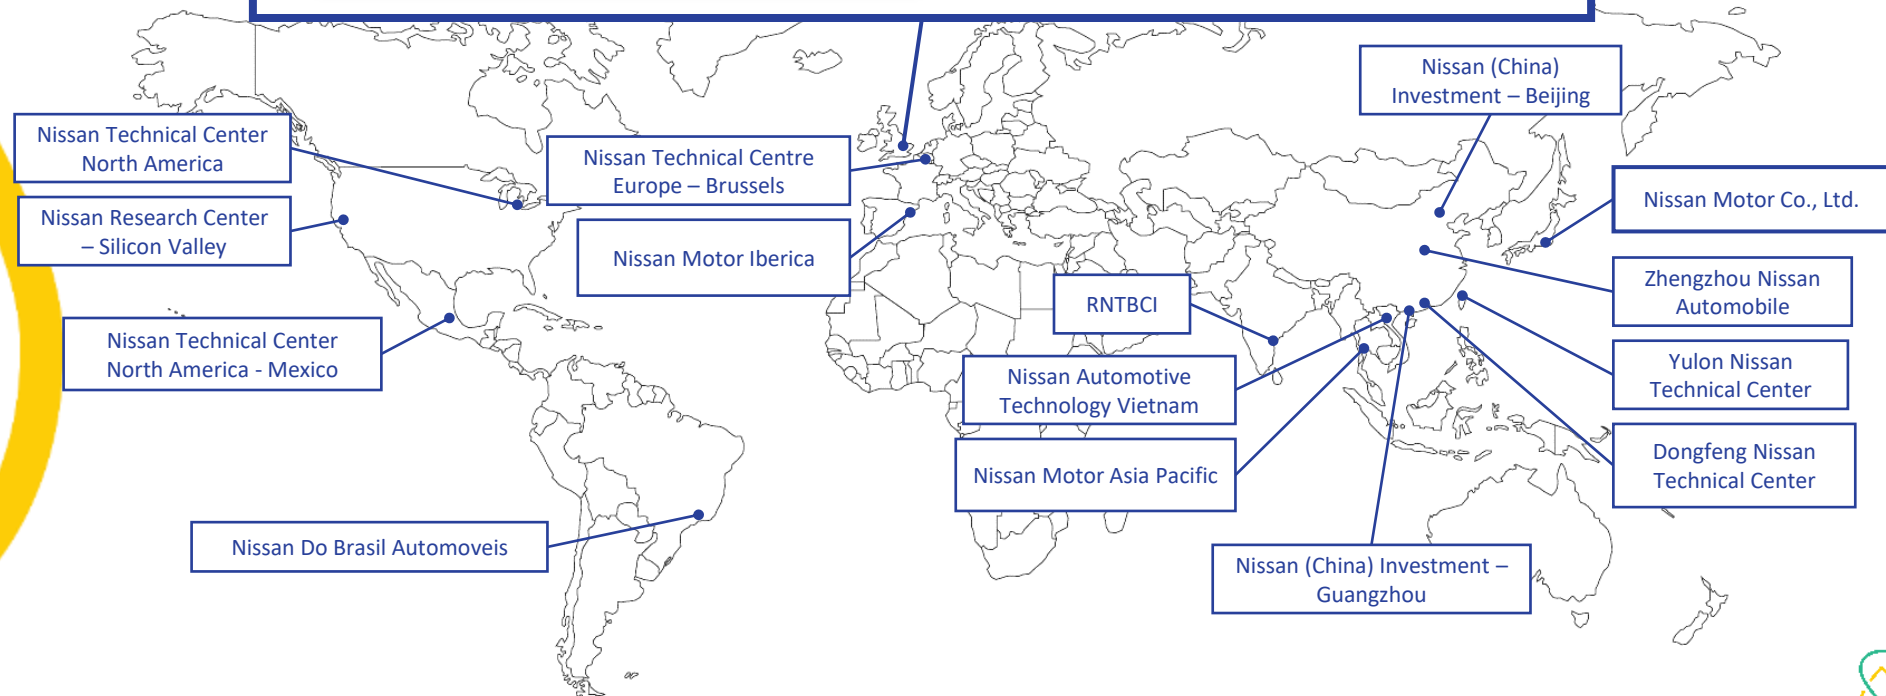 Nissan (China)
Investment – Beijing
Nissan Technical Center
North America
Nissan Technical Centre
Europe – Brussels
Nissan Motor Co., Ltd.
Nissan Research Center
– Silicon Valley
Nissan Motor Iberica
Zhengzhou Nissan
Automobile
RNTBCI
Nissan Technical Center
North America - Mexico
Yulon Nissan
Technical Center
Nissan Automotive
Technology Vietnam
Dongfeng Nissan
Technical Center
Nissan Motor Asia Pacific
Nissan Do Brasil Automoveis
Nissan (China) Investment –
Guangzhou